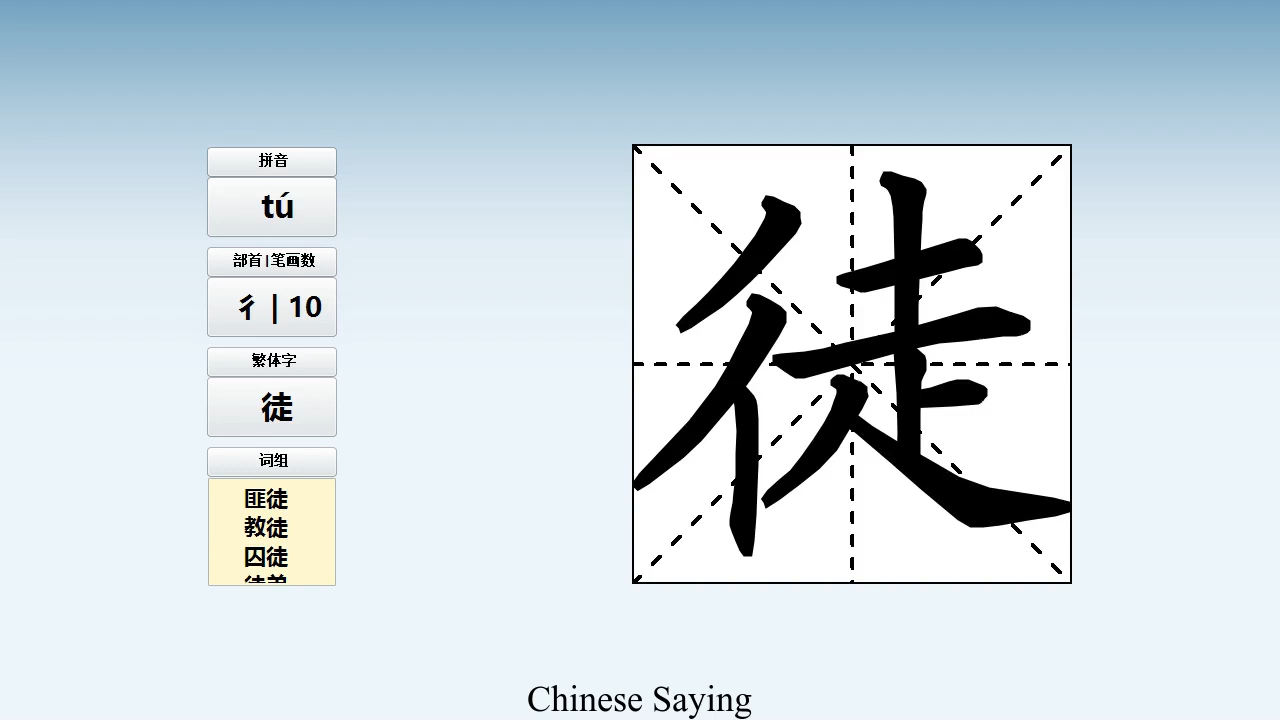 拼音
tú
部首|笔画数
彳 | 10
繁体字
徒
词组
匪徒
教徒
囚徒
徒
Chinese Saying